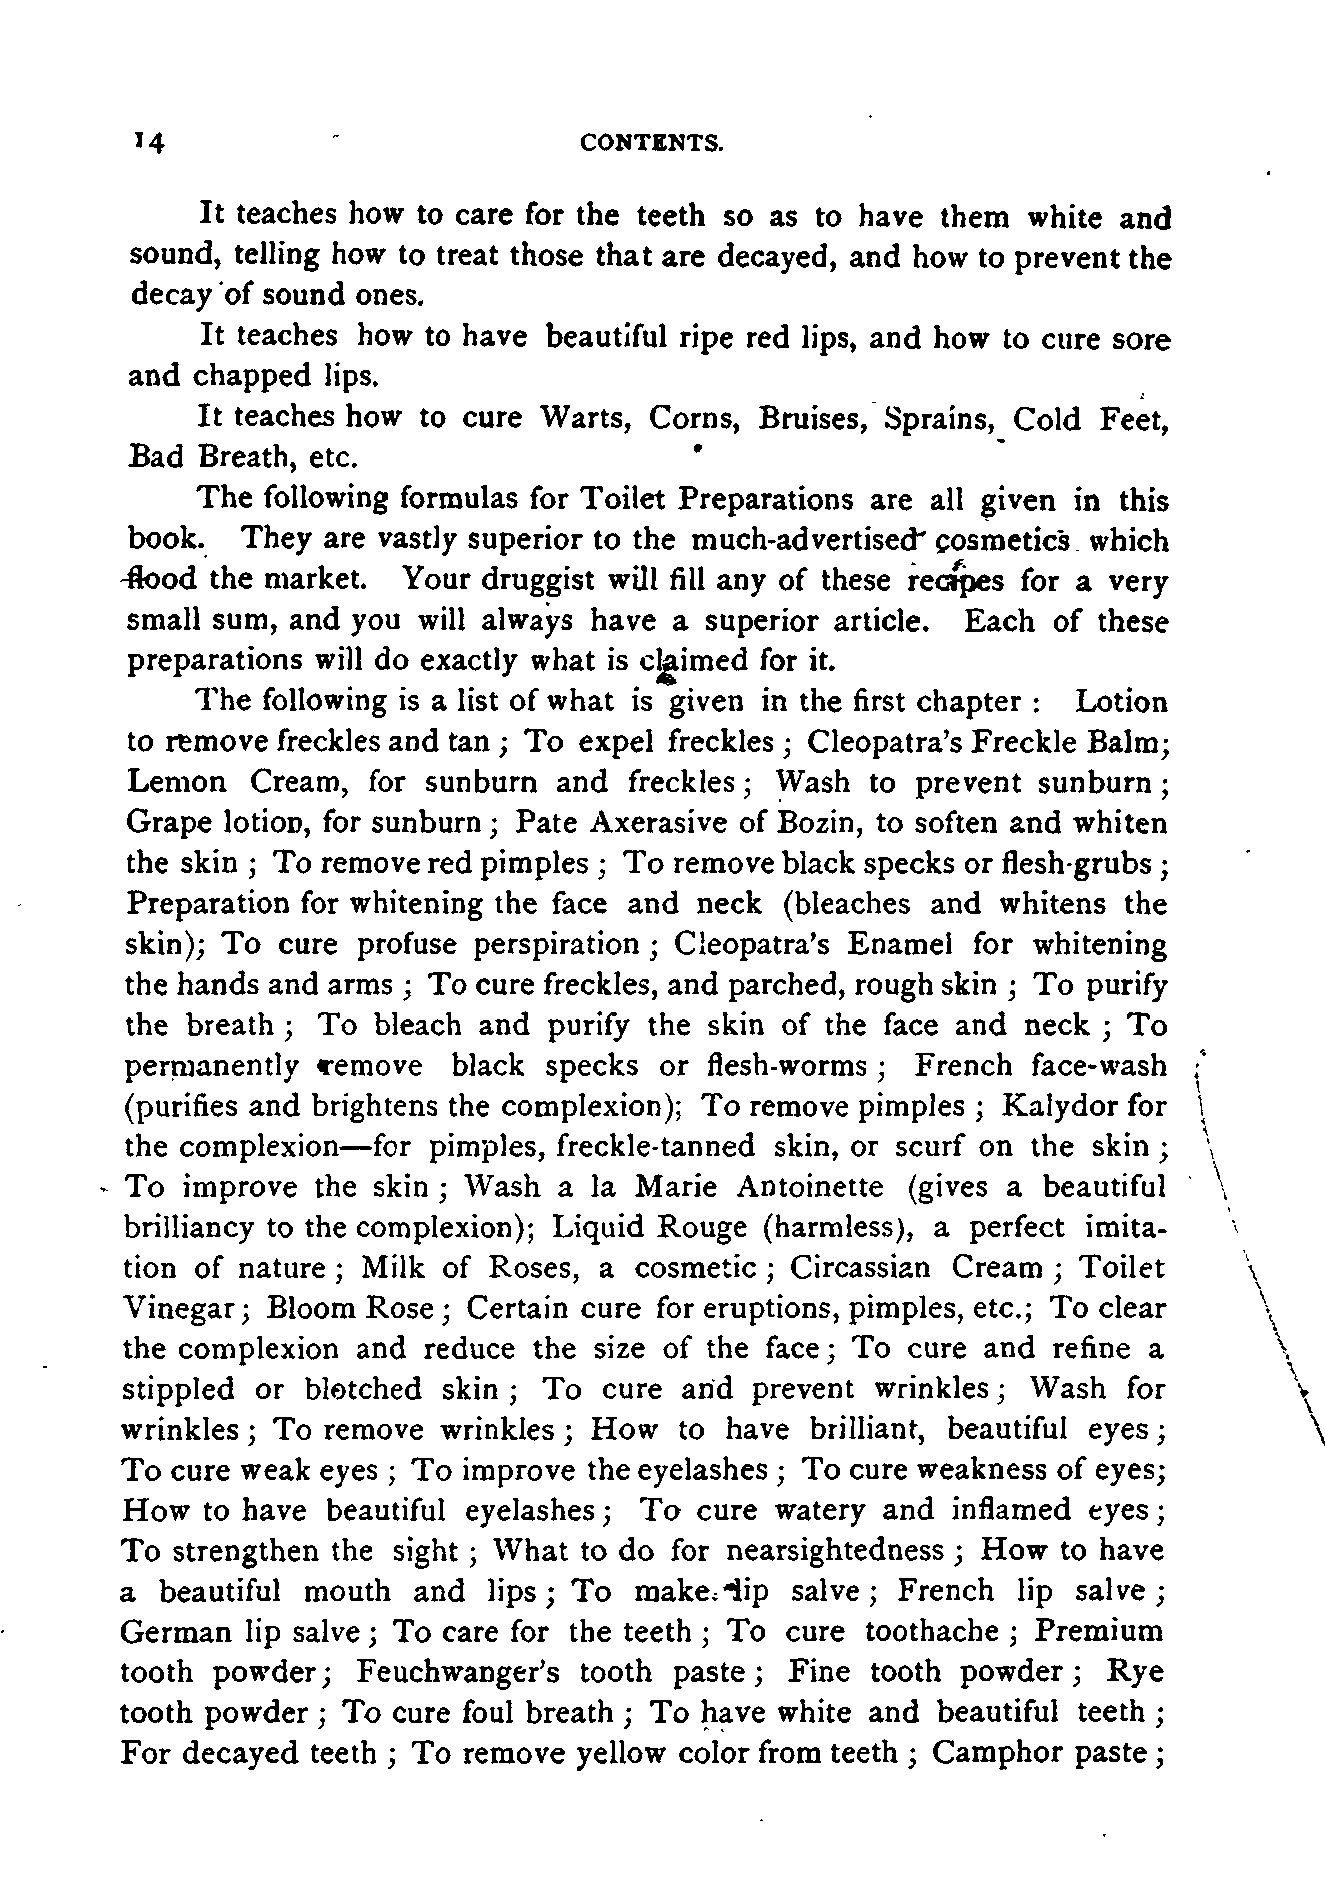 14 CONTENTS.
It teaches how to care for the teeth so as to have them white and
sound, telling how to treat those that are decayed, and how to prevent the
decay of sound ones.
It teaches how to have beautiful ripe red lips, and how to cure sore
and chapped lips.
It teaches how to cure Warts, Corns, Bruises, Sprains, Cold Feet,
Bad Breath, etc.
The following formulas for Toilet Preparations are all given in this
book. They are vastly superior to the much-advertised cosmetics which
flood the market. Your druggist will fill any of these recipes for a very
small sum, and you will always have a superior article. Each of these
preparations will do exactly what is claimed for it.
The following is a list of what is given in the first chapter : Lotion
to remove freckles and tan ; To expel freckles ; Cleopatra's Freckle Balm;
Lemon Cream, for sunburn and freckles ; Wash to prevent sunburn ;
Grape lotion, for sunburn ; Pate Axerasive of Bozin, to soften and whiten
the skin ; To remove red pimples ; To remove black specks or flesh-grubs ;
Preparation for whitening the face and neck (bleaches and whitens the
skin); To cure profuse perspiration ; Cleopatra's Enamel for whitening
the hands and arms ; To cure freckles, and parched, rough skin ; To purify
the breath ; To bleach and purify the skin of the face and neck ; To
permanently remove black specks or flesh-worms ; French face-wash
(purifies and brightens the complexion); To remove pimples ; Kalydor for
the complexion—for pimples, freckle-tanned skin, or scurf on the skin ;
To improve the skin ; Wash a la Marie Antoinette (gives a beautiful
brilliancy to the complexion); Liquid Rouge (harmless), a perfect imita-
tion of nature ; Milk of Roses, a cosmetic ; Circassian Cream ; Toilet
Vinegar ; Bloom Rose ; Certain cure for eruptions, pimples, etc.; To clear
the complexion and reduce the size of the face ; To cure and refine a
stippled or blotched skin ; To cure and prevent wrinkles ; Wash for
wrinkles ; To remove wrinkles ; How to have brilliant, beautiful eyes ;
To cure weak eyes ; To improve the eyelashes ; To cure weakness of eyes;
How to have beautiful eyelashes ; To cure watery and inflamed eyes ;
To strengthen the sight ; What to do for nearsightedness ; How to have
a beautiful mouth and lips ; To make lip salve ; French lip salve ;
German lip salve ; To care for the teeth ; To cure toothache ; Premium
tooth powder ; Feuchwanger's tooth paste ; Fine tooth powder ; Rye
tooth powder ; To cure foul breath ; To have white and beautiful teeth ;
For decayed teeth ; To remove yellow color from teeth ; Camphor paste ;